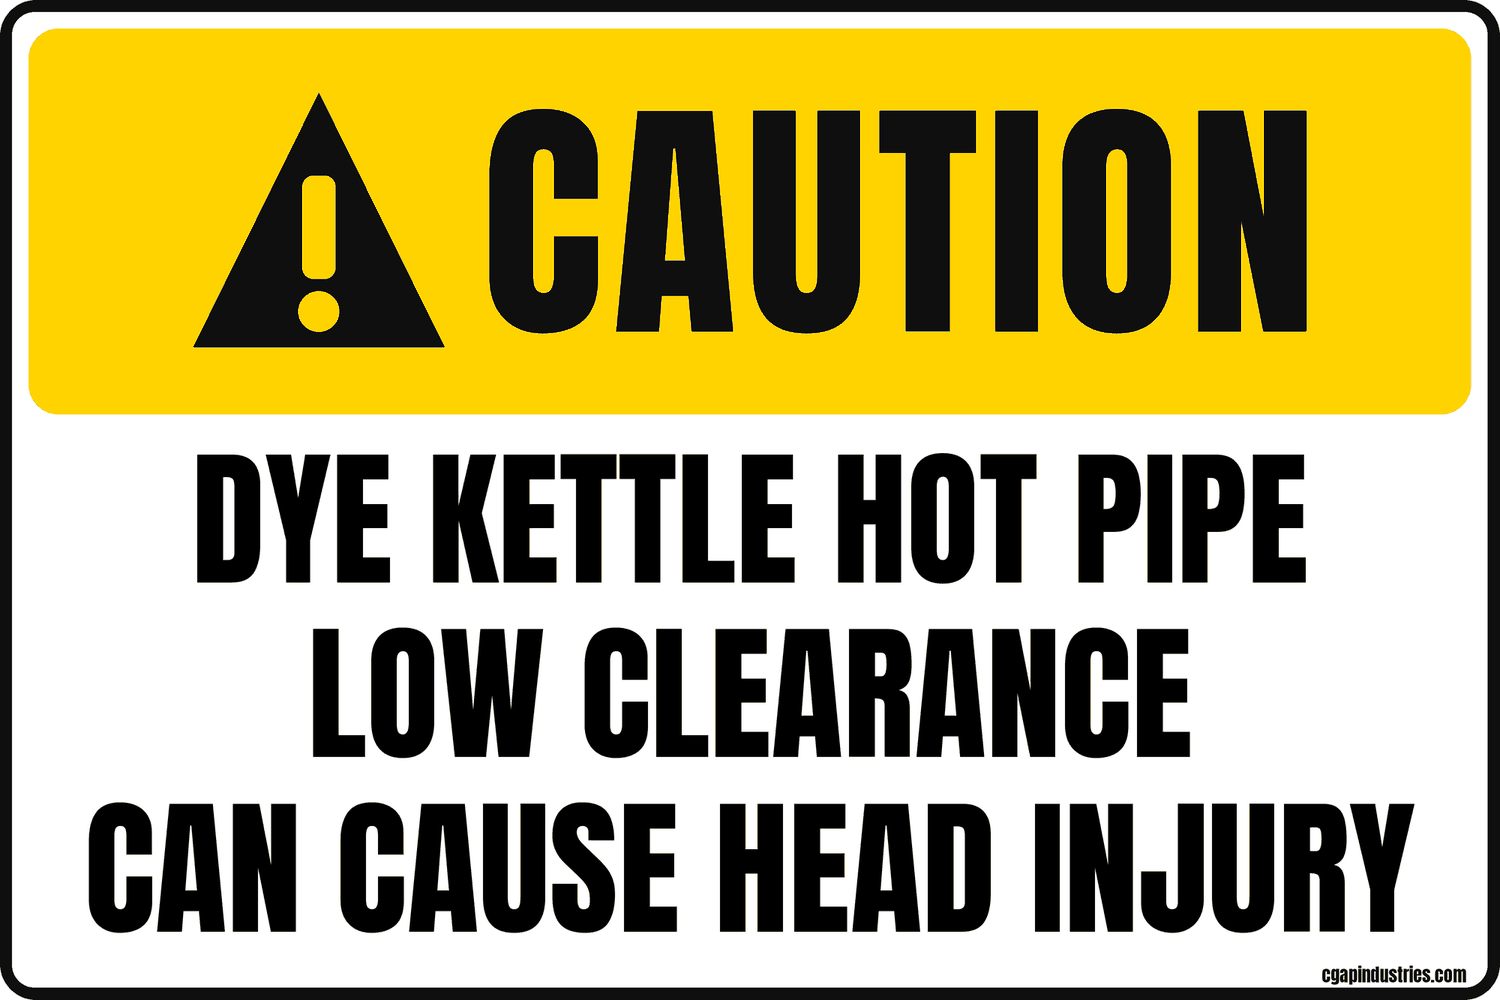 CAUTION
DYE KETTLE HOT PIPE
LOW CLEARANCE
CAN CAUSE HEAD INJURY
cgapindustries.com